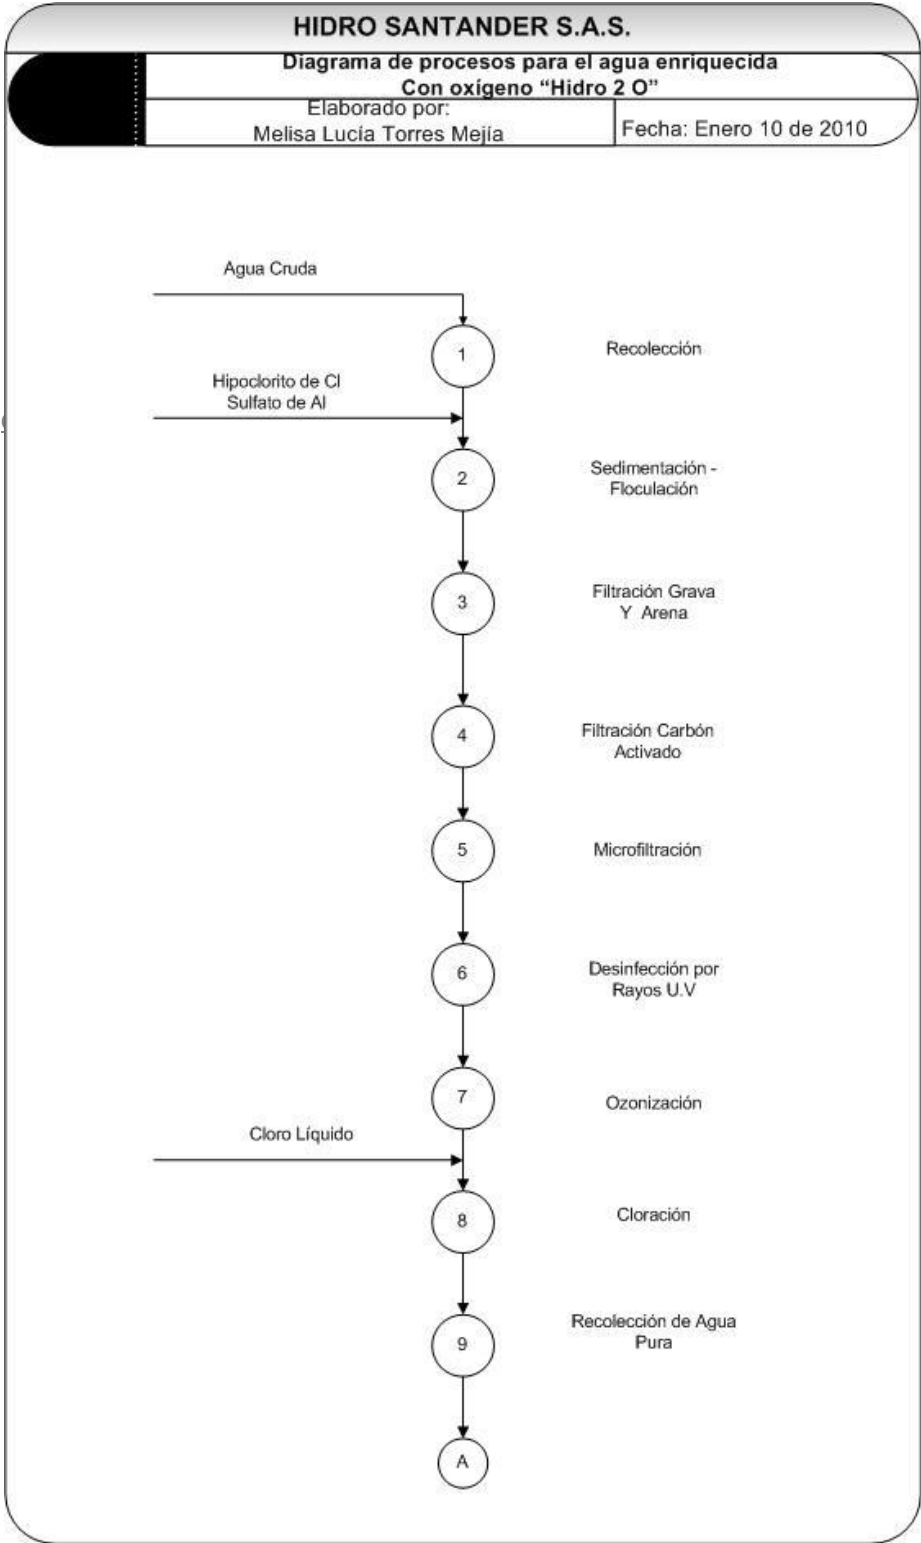 HIDRO SANTANDER S.A.S.
Diagrama de procesos para el agua enriquecida
Con oxígeno “Hidro 2 O”
Elaborado por:
Melisa Lucía Torres Mejía
Fecha: Enero 10 de 2010
Agua Cruda
1
Recolección
Hipoclorito de Cl
Sulfato de Al
2
Sedimentación -
Floculación
3
Filtración Grava
Y Arena
4
Filtración Carbón
Activado
5
Microfiltración
6
Desinfección por
Rayos U.V
7
Ozonización
Cloro Líquido
8
Cloración
9
Recolección de Agua
Pura
A